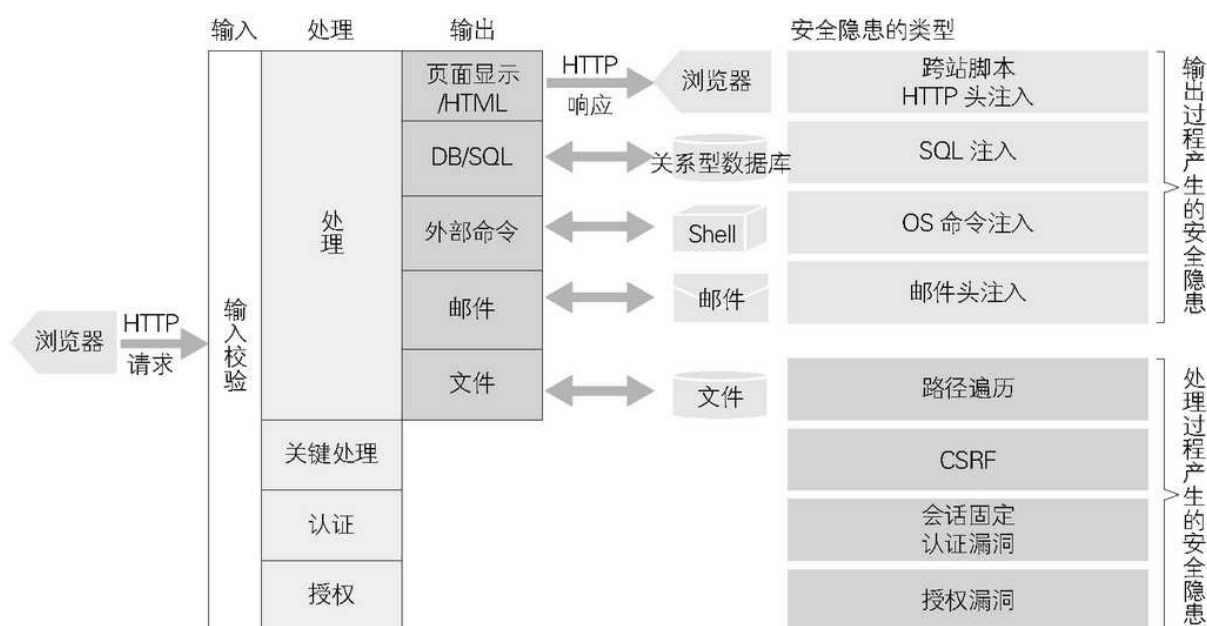 输入 处理 输出 安全隐患的类型
页面显示
/HTML
HTTP
响应
浏览器
跨站脚本
HTTP 头注入
DB/SQL
关系型数据库
SQL 注入
处理
外部命令
Shell
OS 命令注入
邮件
邮件
邮件头注入
输出过程产生的安全隐患
浏览器
HTTP
请求
输入校验
文件
文件
路径遍历
关键处理
CSRF
认证
会话固定
认证漏洞
授权
授权漏洞
处理过程产生的安全隐患